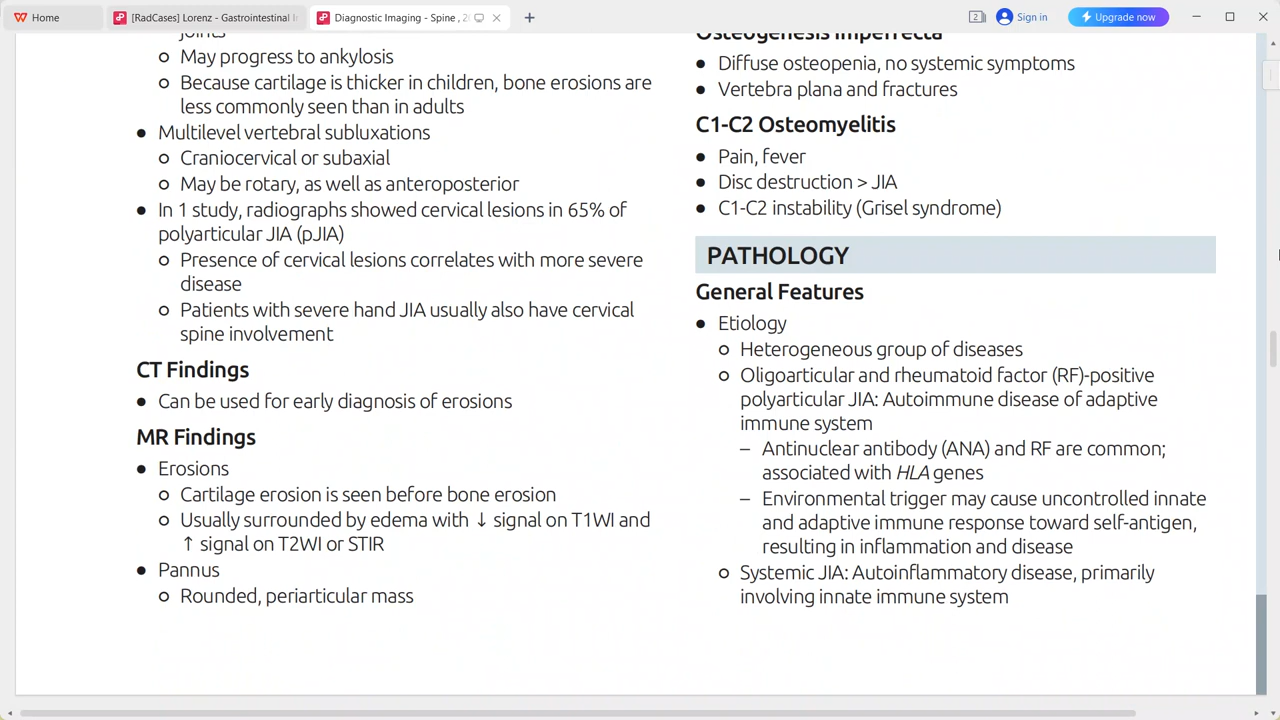 Home
[RadCases] Lorenz - Gastrointestinal I
Diagnostic Imaging - Spine , 2
2
Sign in
Upgrade now
joints
May progress to ankylosis
Because cartilage is thicker in children, bone erosions are
less commonly seen than in adults
● Multilevel vertebral subluxations
Craniocervical or subaxial
May be rotary, as well as anteroposterior
● In 1 study, radiographs showed cervical lesions in 65% of
polyarticular JIA (pJIA)
Presence of cervical lesions correlates with more severe
disease
Patients with severe hand JIA usually also have cervical
spine involvement
CT Findings
● Can be used for early diagnosis of erosions
MR Findings
● Erosions
Cartilage erosion is seen before bone erosion
Usually surrounded by edema with ↓ signal on T1WI and
↑ signal on T2WI or STIR
● Pannus
Rounded, periarticular mass
Osteogenesis Imperfecta
● Diffuse osteopenia, no systemic symptoms
● Vertebra plana and fractures
C1-C2 Osteomyelitis
● Pain, fever
● Disc destruction > JIA
● C1-C2 instability (Grisel syndrome)
PATHOLOGY
General Features
● Etiology
Heterogeneous group of diseases
Oligoarticular and rheumatoid factor (RF)-positive
polyarticular JIA: Autoimmune disease of adaptive
immune system
– Antinuclear antibody (ANA) and RF are common;
associated with HLA genes
– Environmental trigger may cause uncontrolled innate
and adaptive immune response toward self-antigen,
resulting in inflammation and disease
Systemic JIA: Autoinflammatory disease, primarily
involving innate immune system